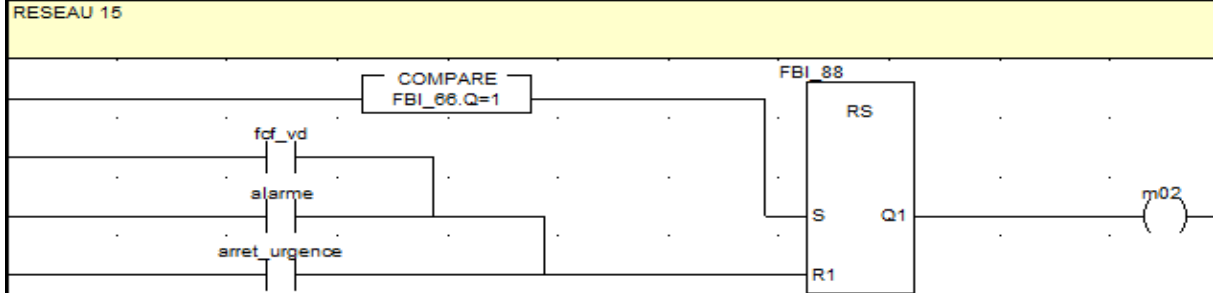 RESEAU 15
FBI_88
COMPARE
FBI_66.Q=1
RS
fcf_vd
alarme
m02
S
Q1
arret_urgence
R1